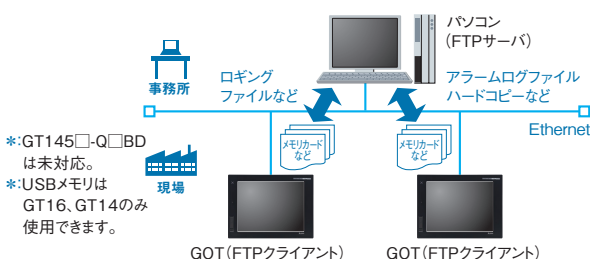 パソコン
(FTPサーバ)
事務所
ロギング
ファイルなど
アラームログファイル
ハードコピーなど
Ethernet
メモリカード
など
メモリカード
など
*:GT145□-Q□BD
は未対応。
*:USBメモリは
GT16、GT14のみ
使用できます。
現場
GOT(FTPクライアント)
GOT(FTPクライアント)